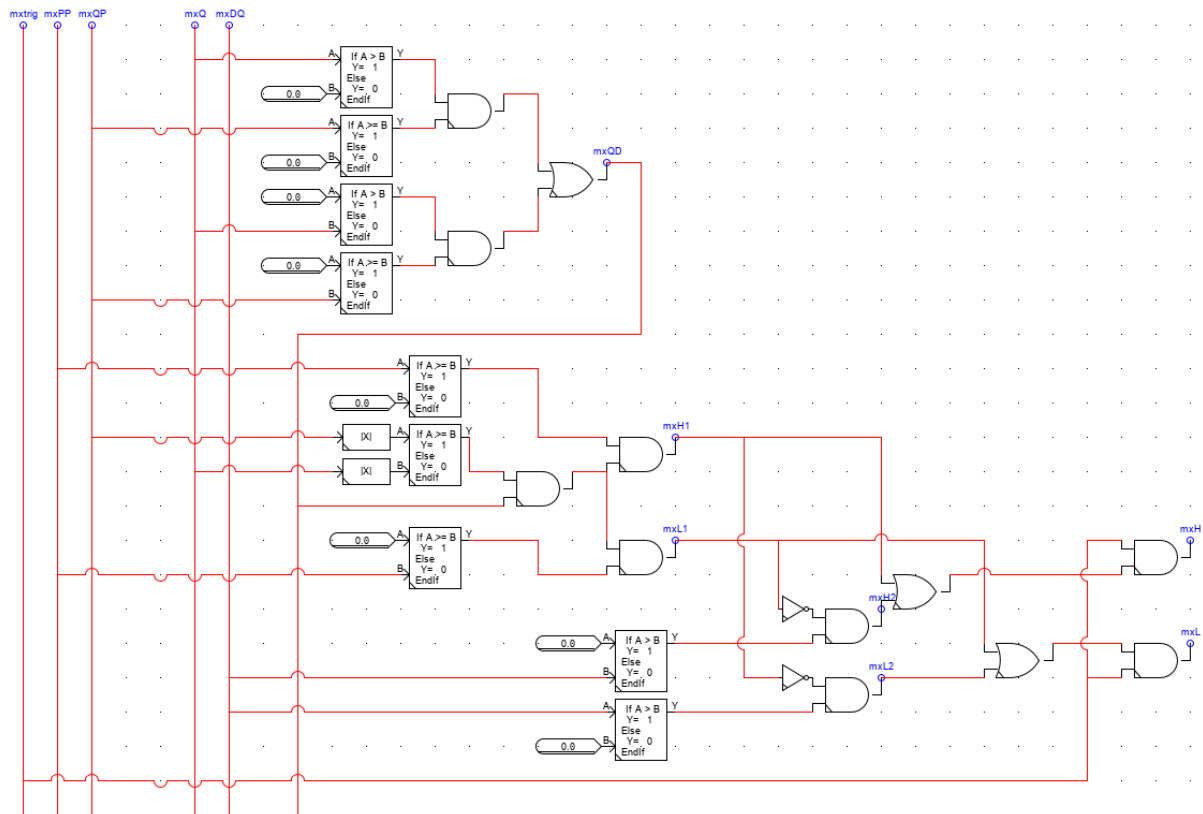 mxtrig mxPP mxQP mxQ mxDQ
A If A > B Y
Y= 1
Else
B Y= 0
0.0 EndIf
A If A >= B Y
Y= 1
Else
B Y= 0
0.0 EndIf
mxQD
0.0 A If A > B Y
Y= 1
Else
B Y= 0
EndIf
0.0 A If A >= B Y
Y= 1
Else
B Y= 0
EndIf
A If A >= B Y
Y= 1
Else
B Y= 0
0.0 EndIf
|X| A If A >= B Y
Y= 1
Else
|X| B Y= 0
EndIf
mxH1
0.0 A If A >= B Y
Y= 1
Else
B Y= 0
EndIf
mxL1
mxH
mxH2
0.0 A If A > B Y
Y= 1
Else
B Y= 0
EndIf
mxL
mxL2
A If A > B Y
Y= 1
Else
B Y= 0
0.0 EndIf